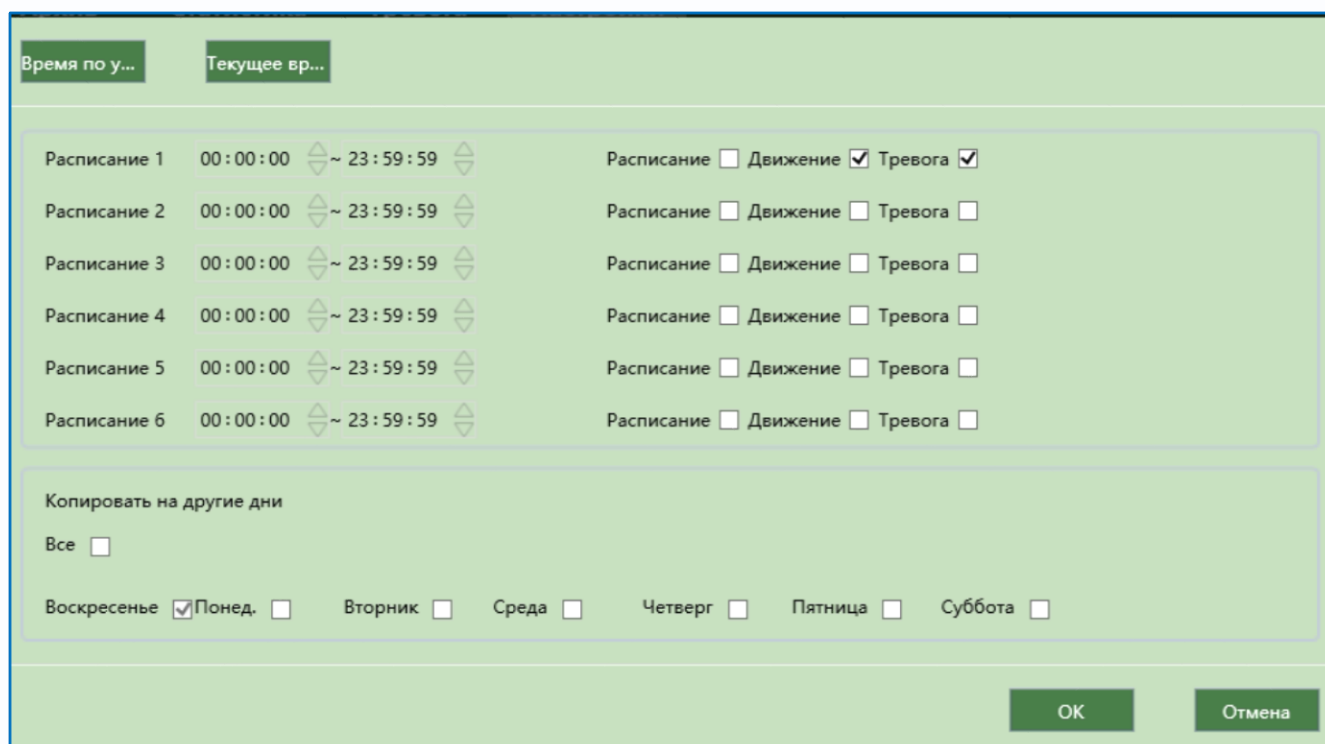 Время по у... Текущее вр...
Расписание 1 00:00:00 ~ 23:59:59 Расписание Движение Тревога
Расписание 2 00:00:00 ~ 23:59:59 Расписание Движение Тревога
Расписание 3 00:00:00 ~ 23:59:59 Расписание Движение Тревога
Расписание 4 00:00:00 ~ 23:59:59 Расписание Движение Тревога
Расписание 5 00:00:00 ~ 23:59:59 Расписание Движение Тревога
Расписание 6 00:00:00 ~ 23:59:59 Расписание Движение Тревога
Копировать на другие дни
Все
Воскресенье Понед. Вторник Среда Четверг Пятница Суббота
OK Отмена